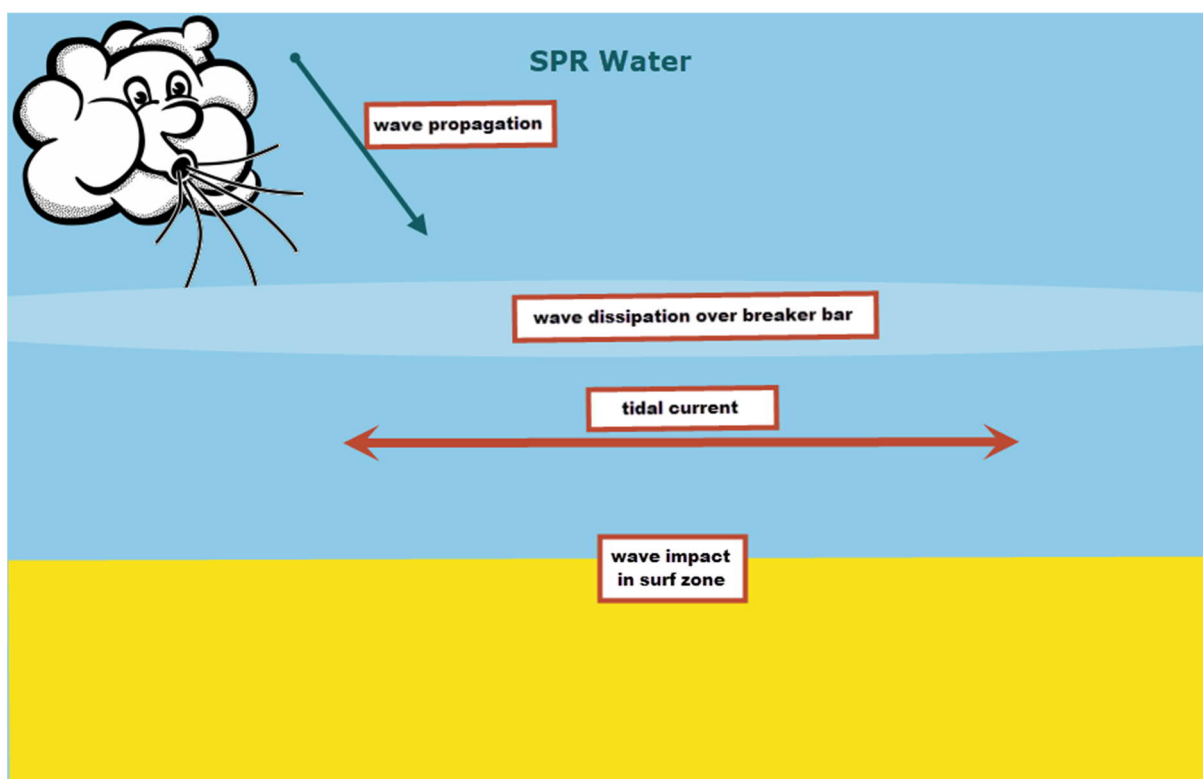 SPR Water
wave propagation
wave dissipation over breaker bar
tidal current
wave impact
in surf zone